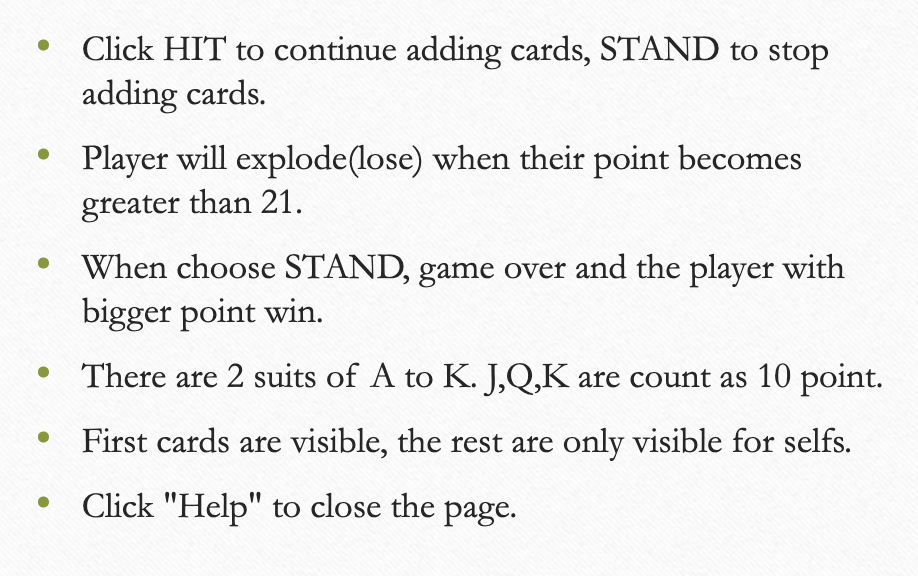 • Click HIT to continue adding cards, STAND to stop
adding cards.
• Player will explode(lose) when their point becomes
greater than 21.
• When choose STAND, game over and the player with
bigger point win.
• There are 2 suits of A to K. J,Q,K are count as 10 point.
• First cards are visible, the rest are only visible for selfs.
• Click "Help" to close the page.